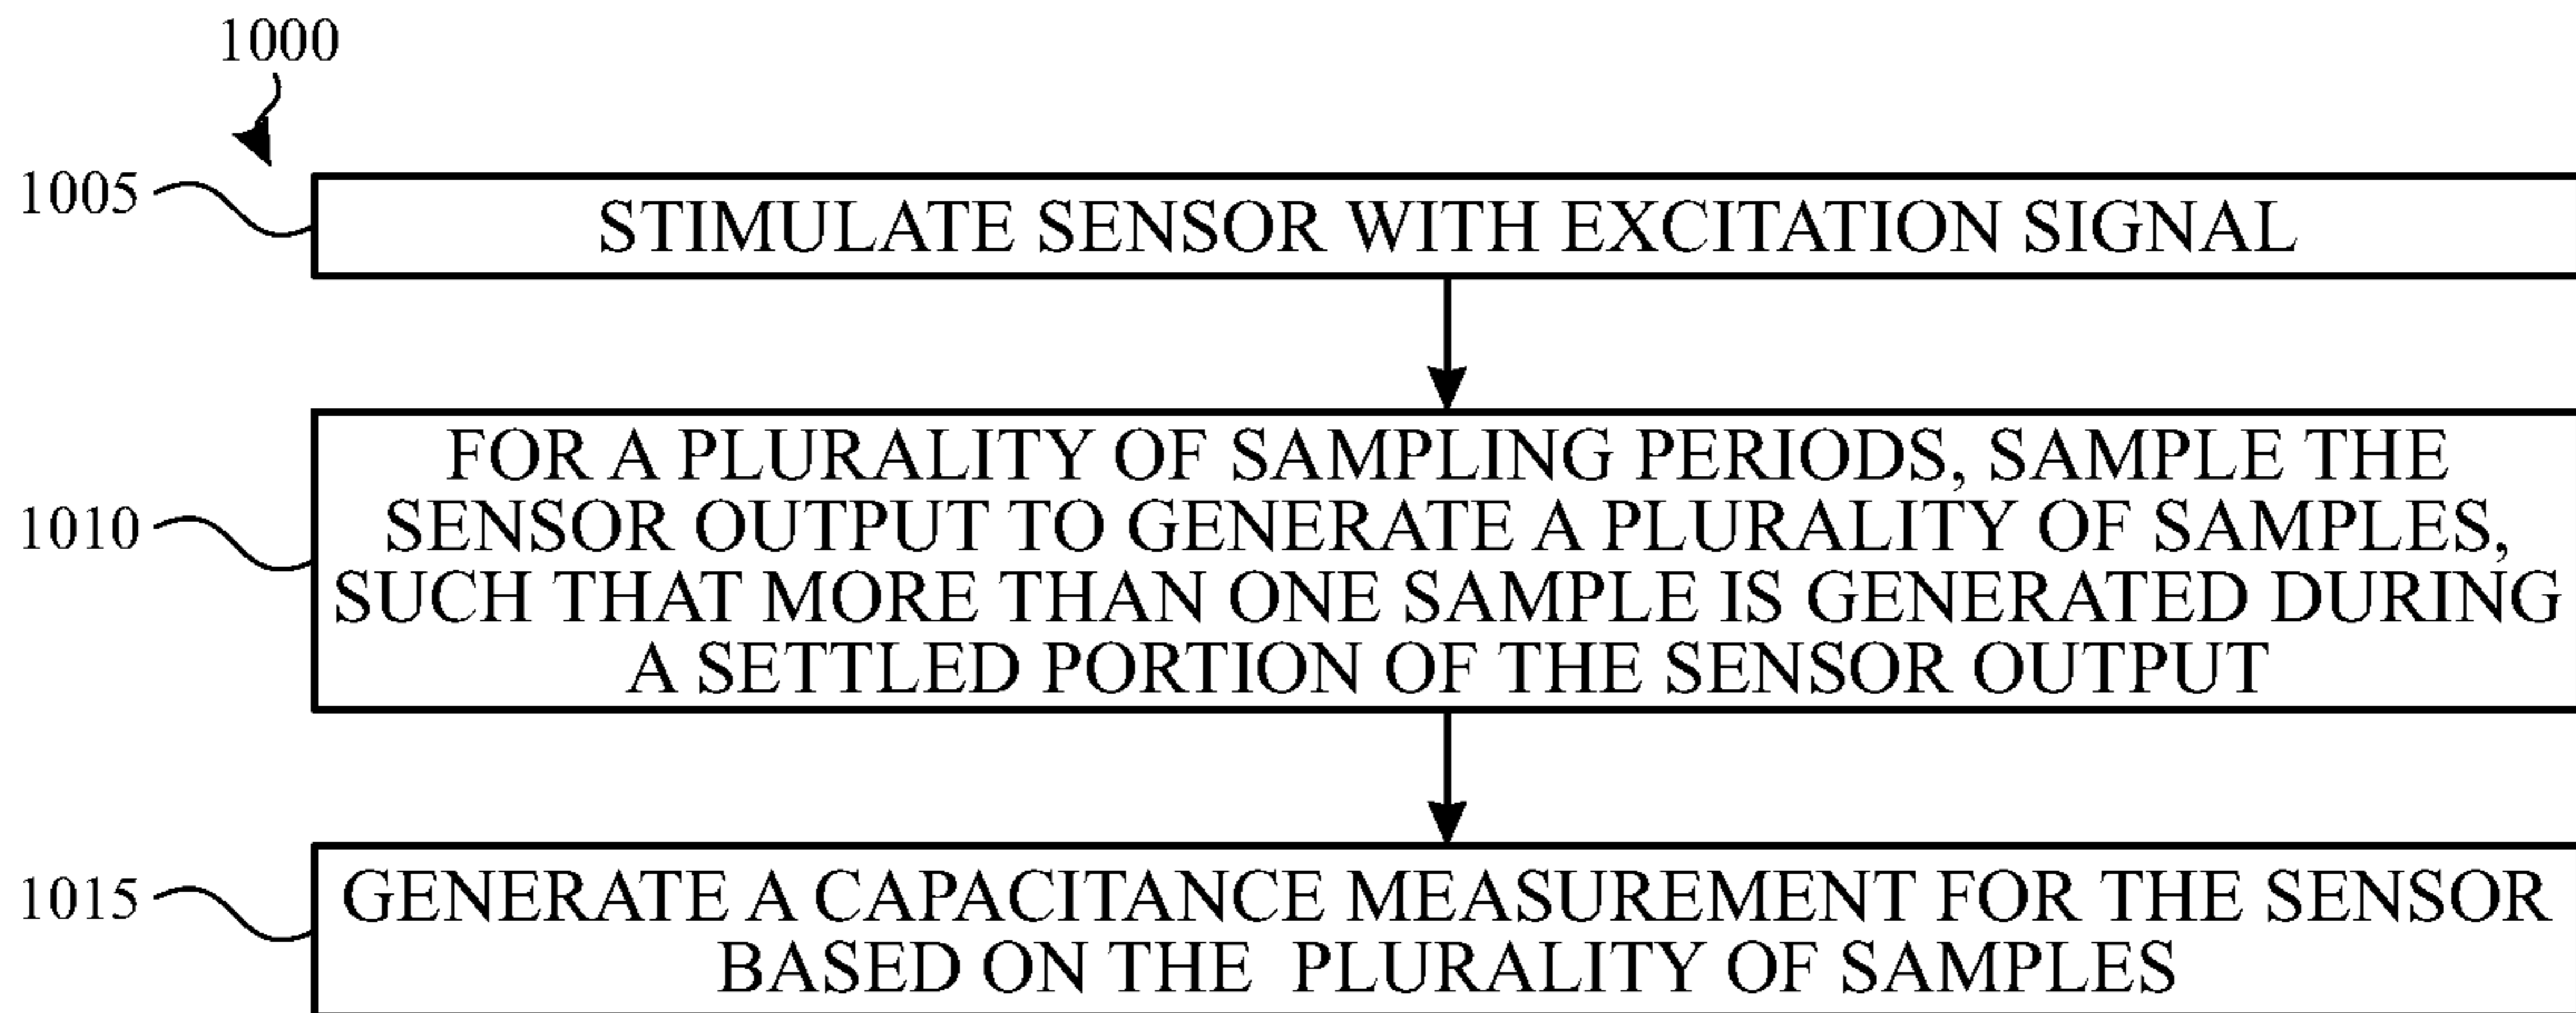 1000
1005
STIMULATE SENSOR WITH EXCITATION SIGNAL
1010
FOR A PLURALITY OF SAMPLING PERIODS, SAMPLE THE
SENSOR OUTPUT TO GENERATE A PLURALITY OF SAMPLES,
SUCH THAT MORE THAN ONE SAMPLE IS GENERATED DURING
A SETTLED PORTION OF THE SENSOR OUTPUT
1015
GENERATE A CAPACITANCE MEASUREMENT FOR THE SENSOR
BASED ON THE PLURALITY OF SAMPLES